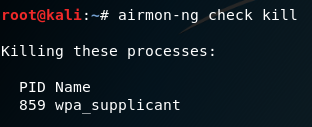 root@kali:~# airmon-ng check kill
Killing these processes:
PID Name
859 wpa_supplicant